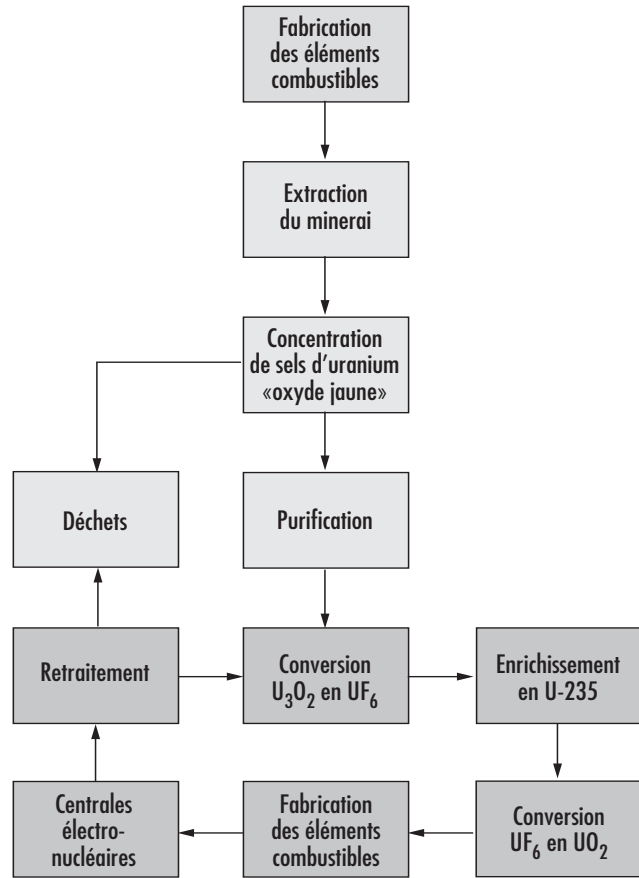 Fabrication
des éléments
combustibles
Extraction
du minerai
Concentration
de sels d'uranium
«oxyde jaune»
Déchets
Purification
Retraitement
Conversion
U₃O₂ en UF₆
Enrichissement
en U-235
Centrales
électro-
nucléaires
Fabrication
des éléments
combustibles
Conversion
UF₆ en UO₂